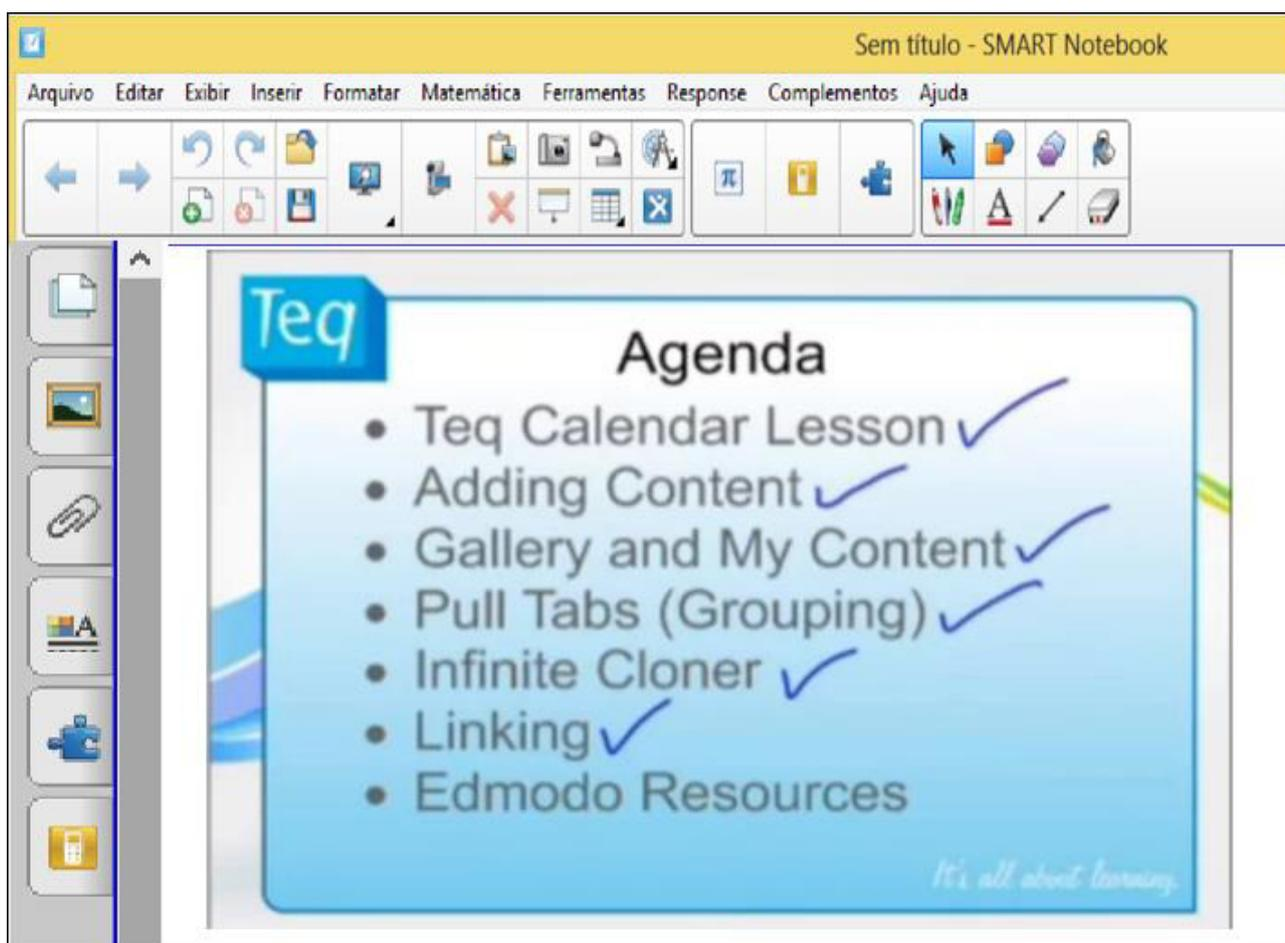 Sem título - SMART Notebook
Arquivo Editar Exibir Inserir Formatar Matemática Ferramentas Response Complementos Ajuda
π
A
A
Teq
Agenda
• Teq Calendar Lesson ✓
• Adding Content ✓
• Gallery and My Content ✓
• Pull Tabs (Grouping) ✓
• Infinite Cloner ✓
• Linking ✓
• Edmodo Resources
It's all about learning.